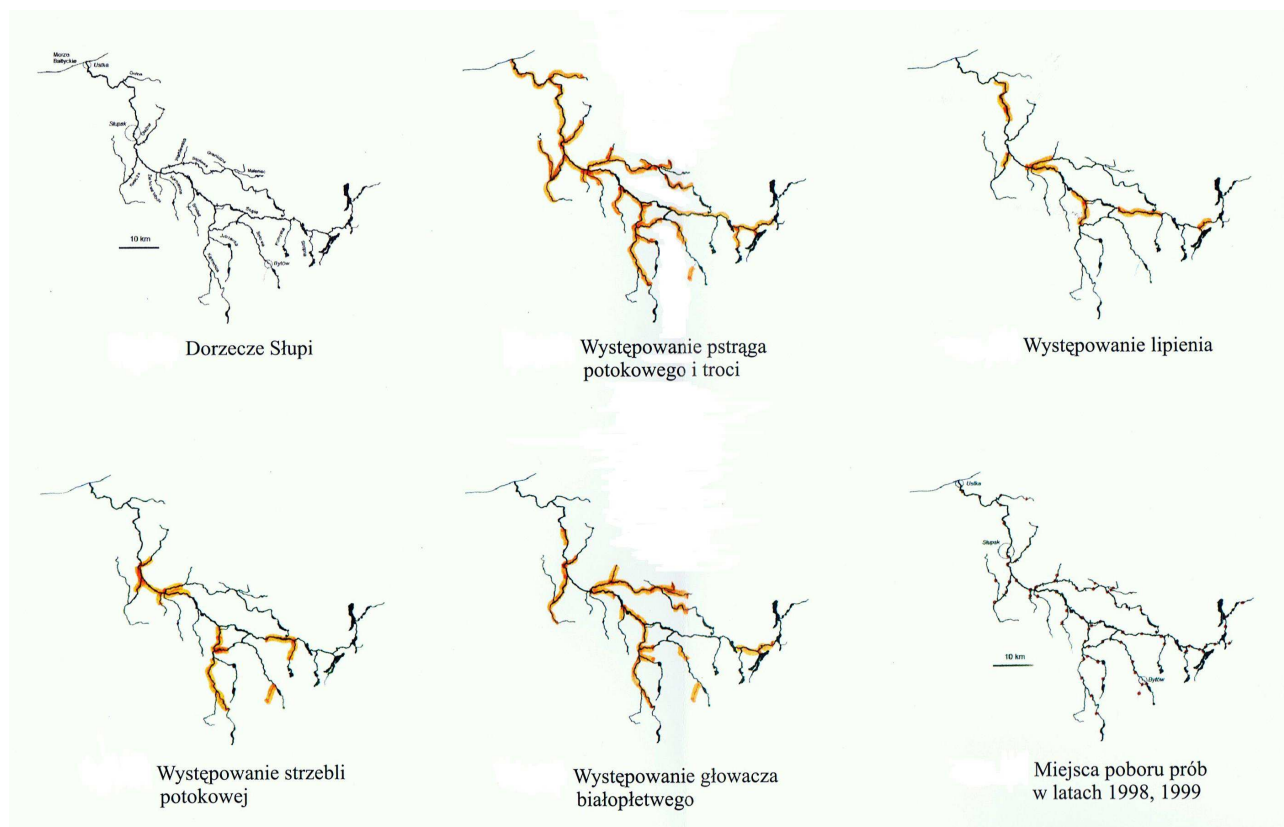 Morze
Bałtyckie
Ustka
Słupsk
10 km
Bytów
Dorzecze Słupi
Występowanie pstrąga
potokowego i troci
Występowanie lipienia
Występowanie strzebli
potokowej
Występowanie głowacza
białopłetwego
Ustka
Słupsk
10 km
Bytów
Miejsca poboru prób
w latach 1998, 1999